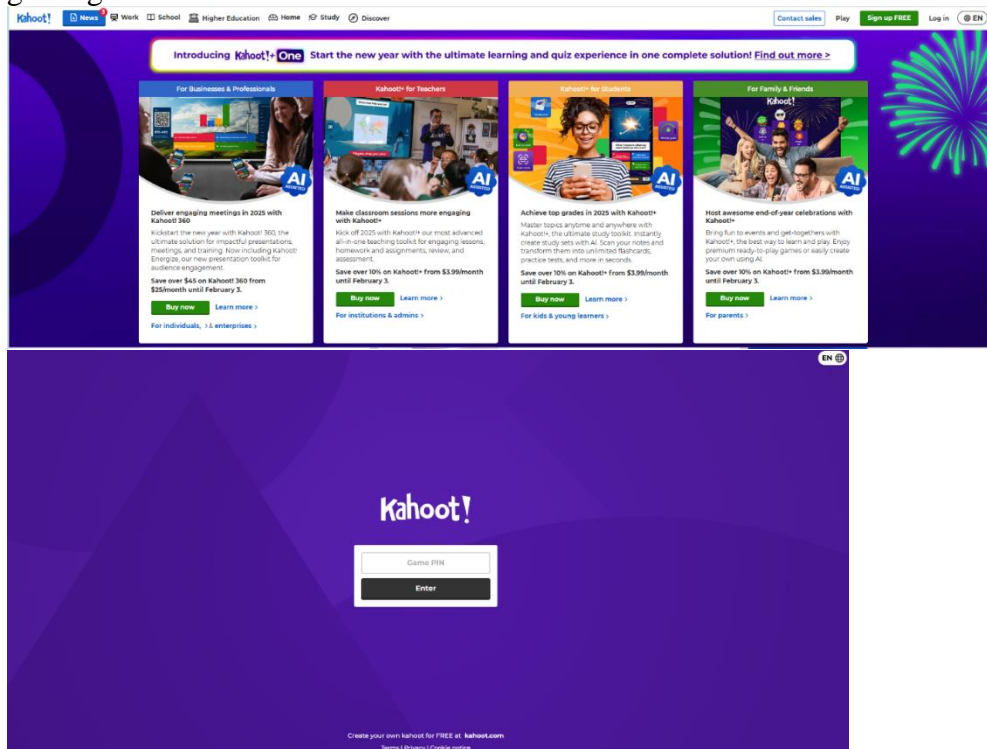 Kahoot! News 3 Work School Higher Education Home Study Discover Contact sales Play Sign up FREE Log in EN
Introducing Kahoot!+ One Start the new year with the ultimate learning and quiz experience in one complete solution! Find out more >
For Businesses & Professionals
AI
ASSISTED
Deliver engaging meetings in 2025 with
Kahoot! 360
Kickstart the new year with Kahoot! 360, the
ultimate solution for impactful presentations,
meetings, and training. Now including Kahoot!
Energize, our new presentation toolkit for
audience engagement.
Save over $45 on Kahoot! 360 from
$25/month until February 3.
Buy now Learn more >
For individuals, > & enterprises >
Kahoot!+ for Teachers
AI
ASSISTED
Make classroom sessions more engaging
with Kahoot!+
Kick off 2025 with Kahoot!+ our most advanced
all-in-one teaching toolkit for engaging lessons,
homework and assignments, review, and
assessment.
Save over 10% on Kahoot!+ from $3.99/month
until February 3.
Buy now Learn more >
For institutions & admins >
Kahoot!+ for Students
AI
ASSISTED
Achieve top grades in 2025 with Kahoot!+
Master topics anytime and anywhere with
Kahoot!+, the ultimate study toolkit. Instantly
create study sets with AI. Scan your notes and
transform them into unlimited flashcards,
practice tests, and more in seconds.
Save over 10% on Kahoot!+ from $3.99/month
until February 3.
Buy now Learn more >
For kids & young learners >
For Family & Friends
Kahoot!
AI
ASSISTED
Host awesome end-of-year celebrations with
Kahoot!+
Bring fun to events and get-togethers with
Kahoot!+, the best way to learn and play. Enjoy
premium ready-to-play games or easily create
your own using AI.
Save over 10% on Kahoot!+ from $3.99/month
until February 3.
Buy now Learn more >
For parents >
EN
Kahoot!
Game PIN
Enter
Create your own kahoot for FREE at kahoot.com
Terms | Privacy | Cookie notice